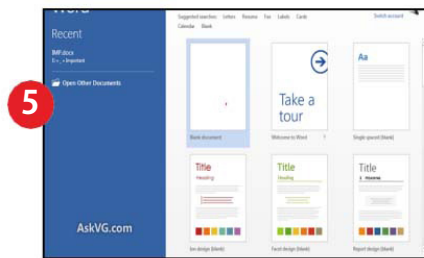 Word
Recent
IMF.docx
Open Other Documents
AskVG.com
5
Suggested searches: Letters Resume Fax Labels Cards
Calendar Blank
Switch account
Take a
tour
Aa
Blank document
Welcome to Word
Single spaced (blank)
Title
Heading
Title
Heading
Title
Ion design (blank)
Facet design (blank)
Report design (blank)